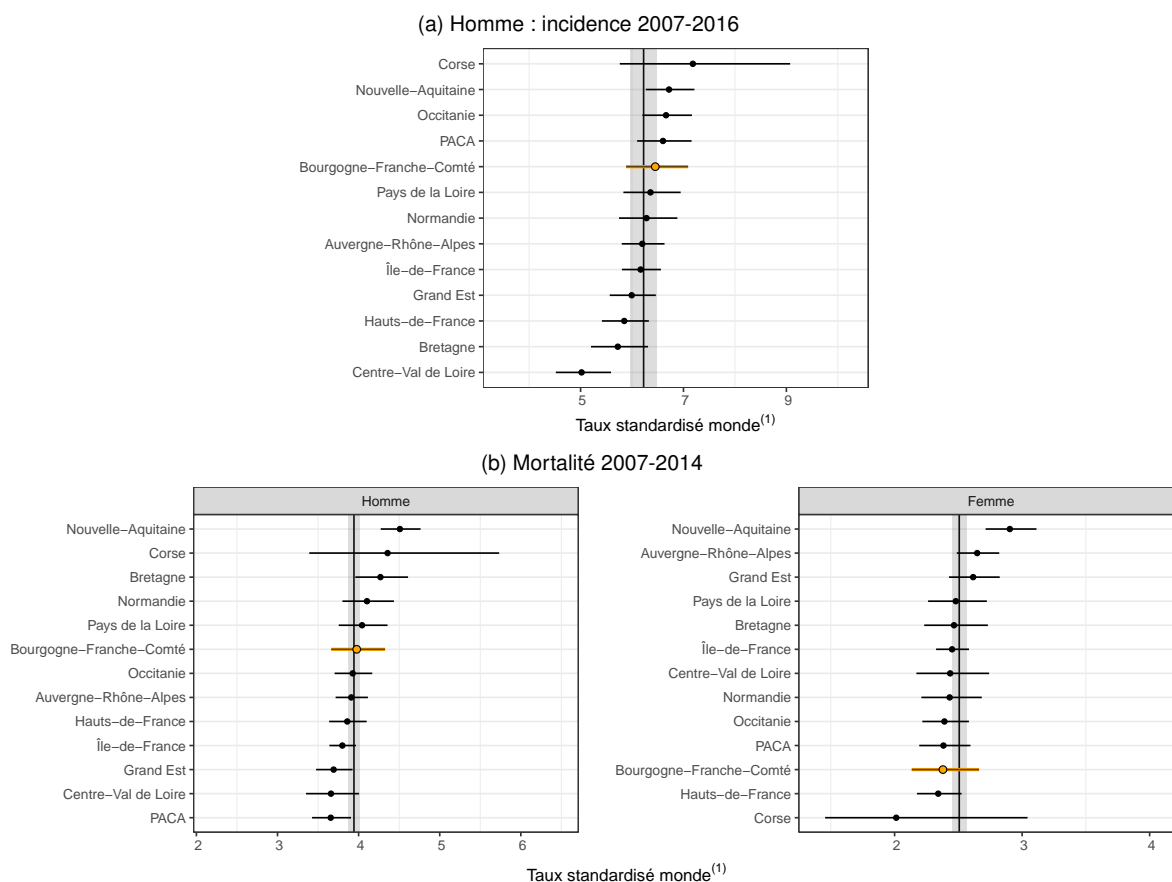 (a) Homme : incidence 2007-2016
Corse
Nouvelle−Aquitaine
Occitanie
PACA
Bourgogne−Franche−Comté
Pays de la Loire
Normandie
Auvergne−Rhône−Alpes
Île−de−France
Grand Est
Hauts−de−France
Bretagne
Centre−Val de Loire
5 7 9
Taux standardisé monde(1)
(b) Mortalité 2007-2014
Homme
Nouvelle−Aquitaine
Corse
Bretagne
Normandie
Pays de la Loire
Bourgogne−Franche−Comté
Occitanie
Auvergne−Rhône−Alpes
Hauts−de−France
Île−de−France
Grand Est
Centre−Val de Loire
PACA
2 3 4 5 6
Femme
Nouvelle−Aquitaine
Auvergne−Rhône−Alpes
Grand Est
Pays de la Loire
Bretagne
Île−de−France
Centre−Val de Loire
Normandie
Occitanie
PACA
Bourgogne−Franche−Comté
Hauts−de−France
Corse
2 3 4
Taux standardisé monde(1)